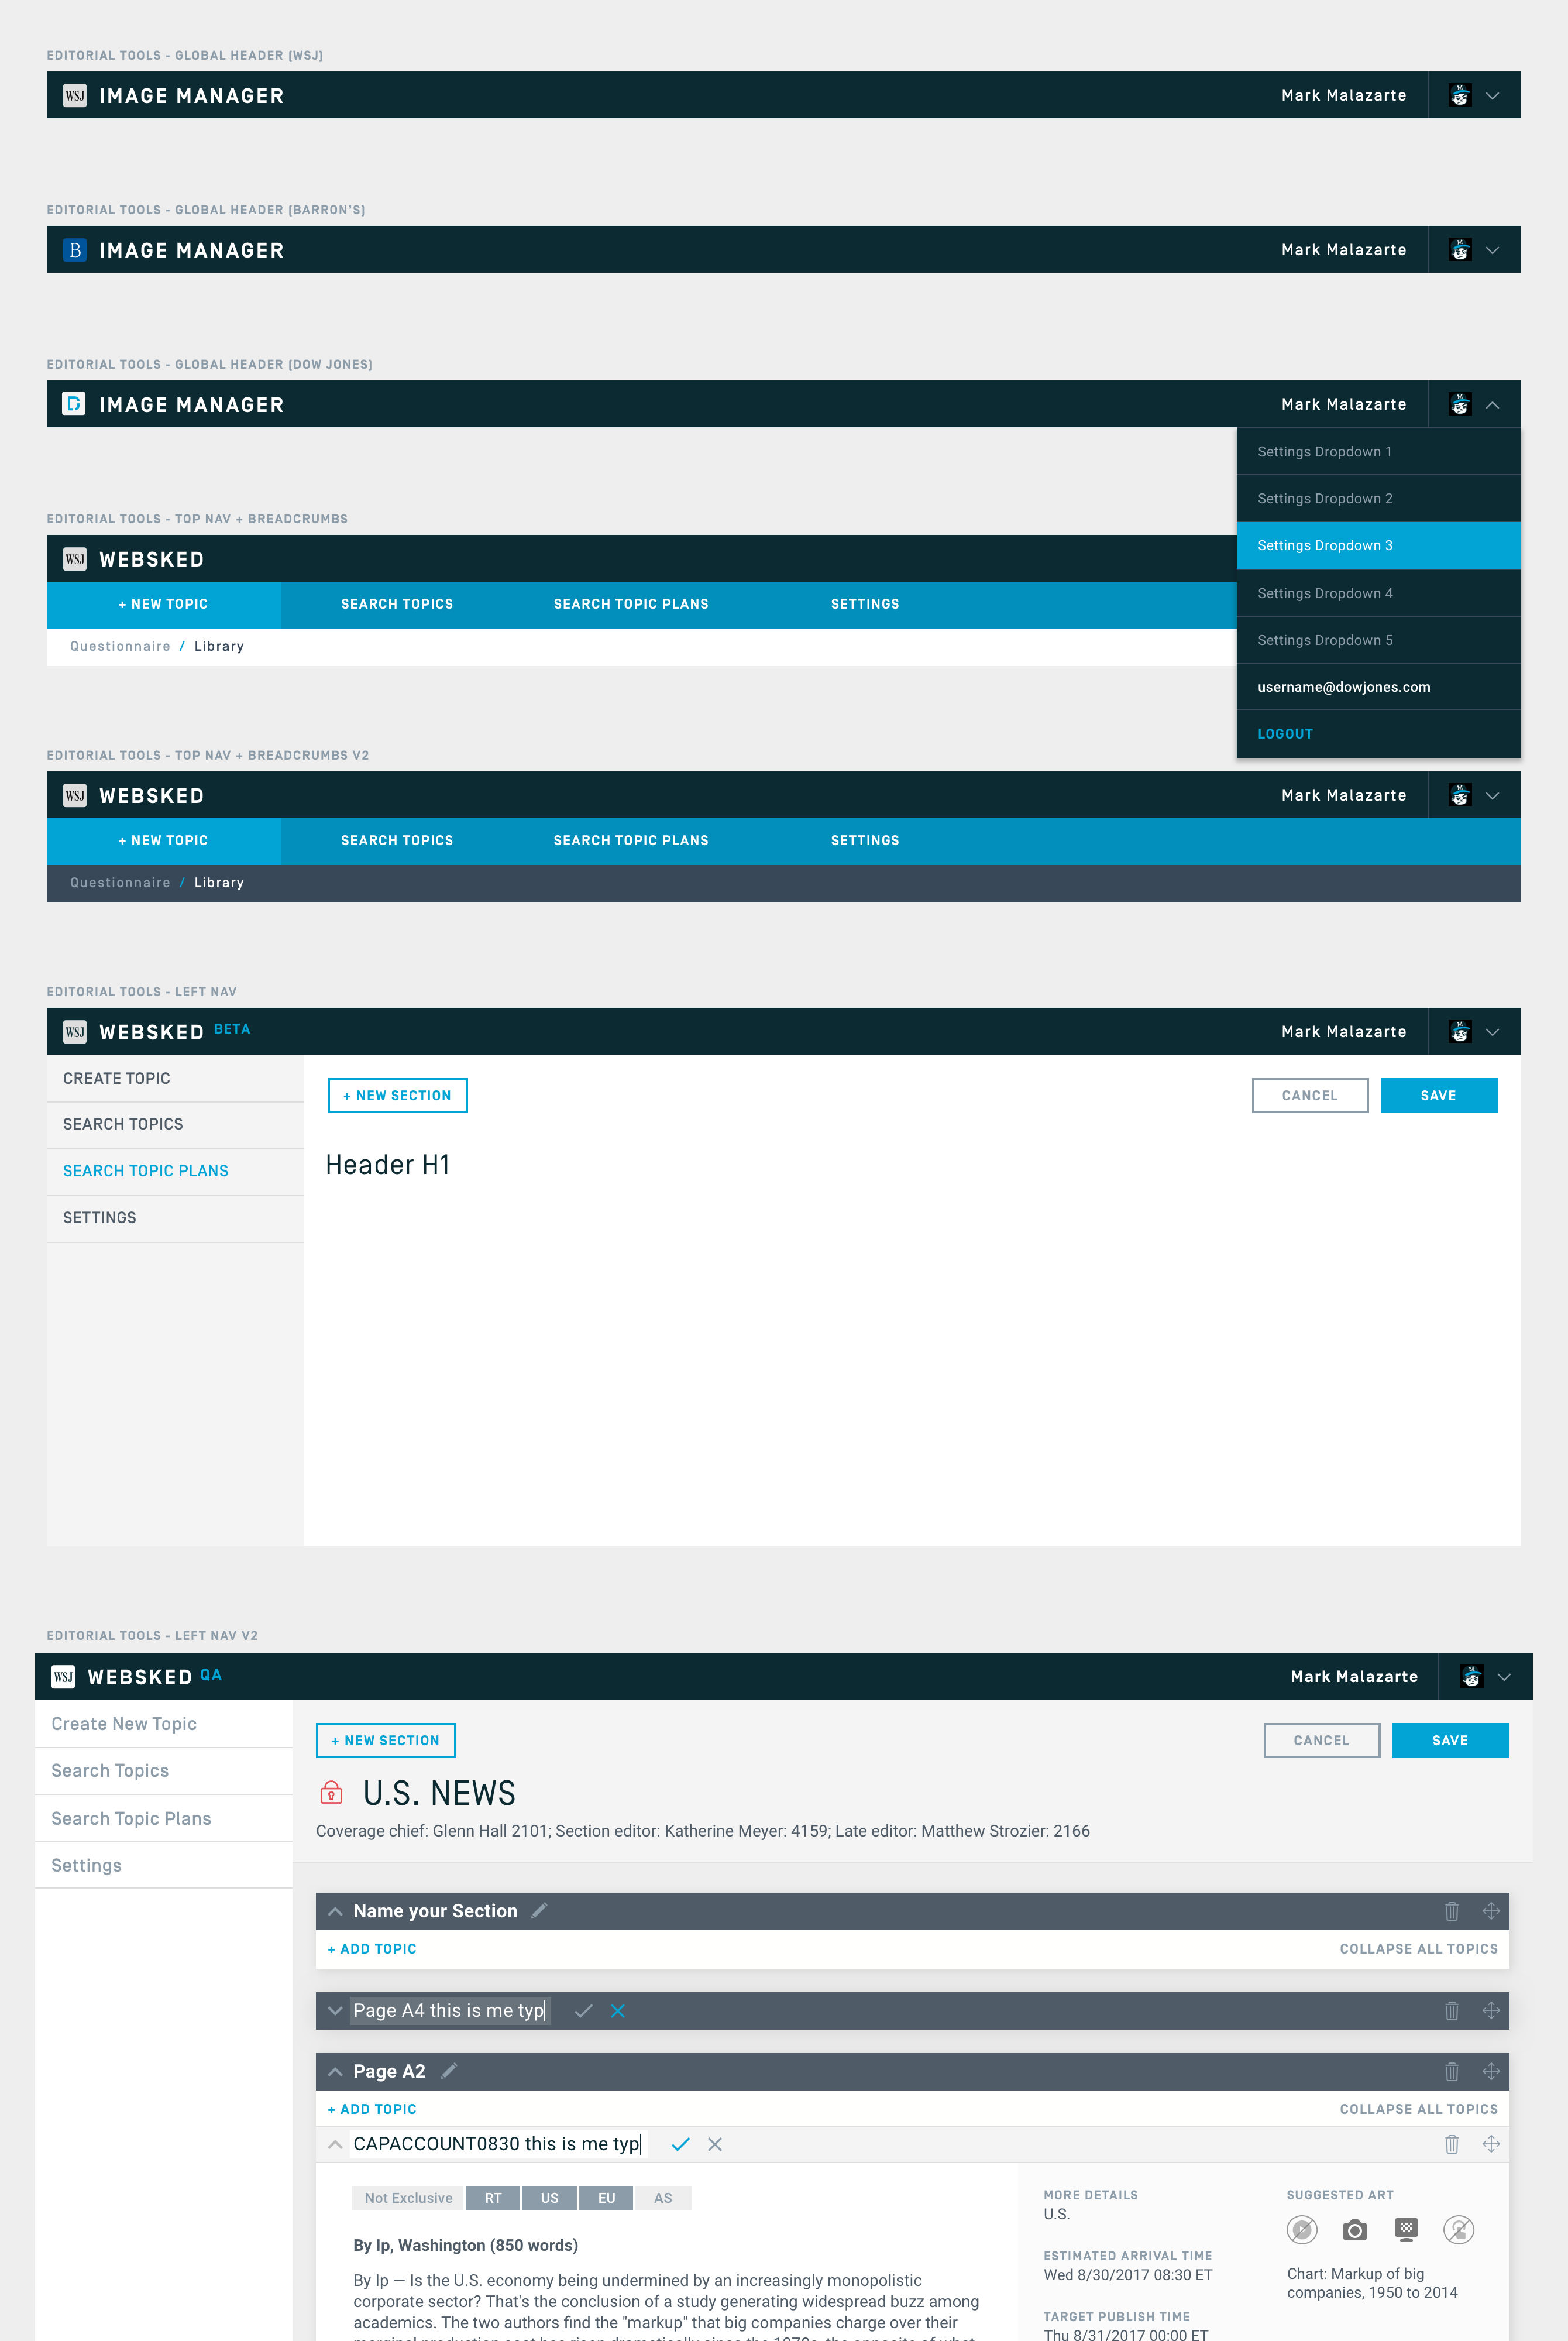 EDITORIAL TOOLS - GLOBAL HEADER (WSJ)
WSJ IMAGE MANAGER Mark Malazarte
EDITORIAL TOOLS - GLOBAL HEADER (BARRON'S)
B IMAGE MANAGER Mark Malazarte
EDITORIAL TOOLS - GLOBAL HEADER (DOW JONES)
D IMAGE MANAGER Mark Malazarte
Settings Dropdown 1
Settings Dropdown 2
Settings Dropdown 3
Settings Dropdown 4
Settings Dropdown 5
username@dowjones.com
LOGOUT
EDITORIAL TOOLS - TOP NAV + BREADCRUMBS
WSJ WEBSKED
+ NEW TOPIC SEARCH TOPICS SEARCH TOPIC PLANS SETTINGS
Questionnaire / Library
EDITORIAL TOOLS - TOP NAV + BREADCRUMBS V2
WSJ WEBSKED Mark Malazarte
+ NEW TOPIC SEARCH TOPICS SEARCH TOPIC PLANS SETTINGS
Questionnaire / Library
EDITORIAL TOOLS - LEFT NAV
WSJ WEBSKED BETA Mark Malazarte
CREATE TOPIC
SEARCH TOPICS
SEARCH TOPIC PLANS
SETTINGS
+ NEW SECTION CANCEL SAVE
Header H1
EDITORIAL TOOLS - LEFT NAV V2
WSJ WEBSKED QA Mark Malazarte
Create New Topic
Search Topics
Search Topic Plans
Settings
+ NEW SECTION CANCEL SAVE
U.S. NEWS
Coverage chief: Glenn Hall 2101; Section editor: Katherine Meyer: 4159; Late editor: Matthew Strozier: 2166
Name your Section
+ ADD TOPIC COLLAPSE ALL TOPICS
Page A4 this is me typ
Page A2
+ ADD TOPIC COLLAPSE ALL TOPICS
CAPACCOUNT0830 this is me typ
Not Exclusive RT US EU AS
By Ip, Washington (850 words)
By Ip — Is the U.S. economy being undermined by an increasingly monopolistic
corporate sector? That's the conclusion of a study generating widespread buzz among
academics. The two authors find the "markup" that big companies charge over their
marginal production cost has risen dramatically since the 1970s, the opposite of what
MORE DETAILS
U.S.
ESTIMATED ARRIVAL TIME
Wed 8/30/2017 08:30 ET
TARGET PUBLISH TIME
Thu 8/31/2017 00:00 ET
SUGGESTED ART
Chart: Markup of big
companies, 1950 to 2014